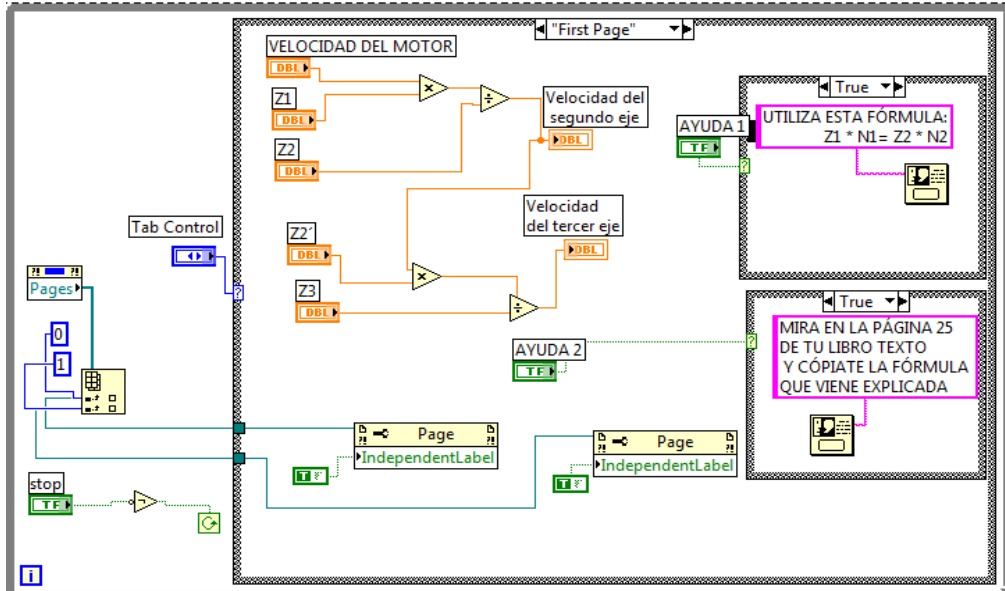 "First Page"
VELOCIDAD DEL MOTOR
DBL
Z1
DBL
Z2
DBL
Velocidad del
segundo eje
DBL
True
AYUDA 1
TF
UTILIZA ESTA FÓRMULA:
Z1 * N1= Z2 * N2
?
Tab Control
Z2´
DBL
Velocidad
del tercer eje
DBL
Z3
DBL
?
Pages
0
1
AYUDA 2
TF
True
?
MIRA EN LA PÁGINA 25
DE TU LIBRO TEXTO
Y CÓPIATE LA FÓRMULA
QUE VIENE EXPLICADA
Page
IndependentLabel
T
Page
IndependentLabel
T
stop
TF
i